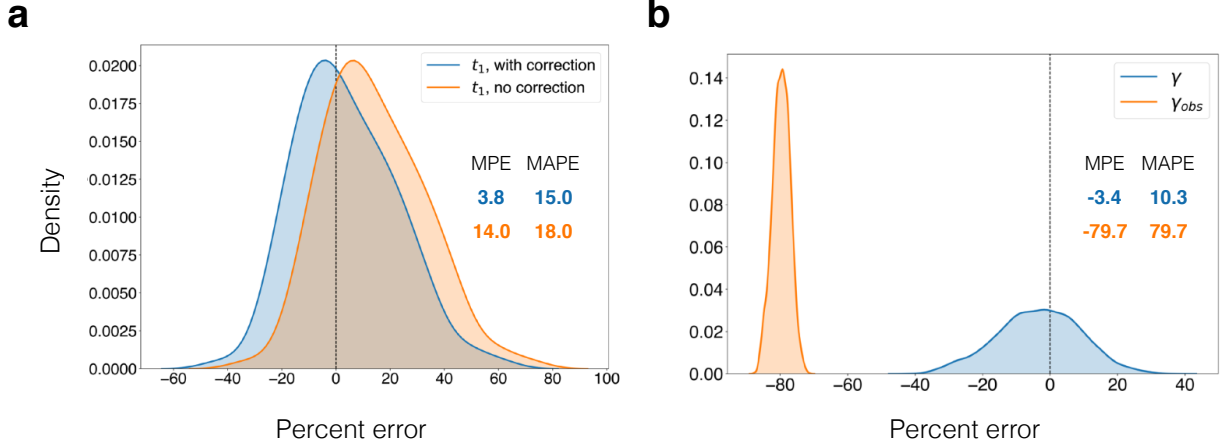 a
Density
0.0200
0.0175
0.0150
0.0125
0.0100
0.0075
0.0050
0.0025
0.0000
t₁, with correction
t₁, no correction
MPE MAPE
3.8 15.0
14.0 18.0
−60 −40 −20 0 20 40 60 80 100
Percent error
b
0.14
0.12
0.10
0.08
0.06
0.04
0.02
0.00
γ
γobs
MPE MAPE
-3.4 10.3
-79.7 79.7
−80 −60 −40 −20 0 20 40
Percent error